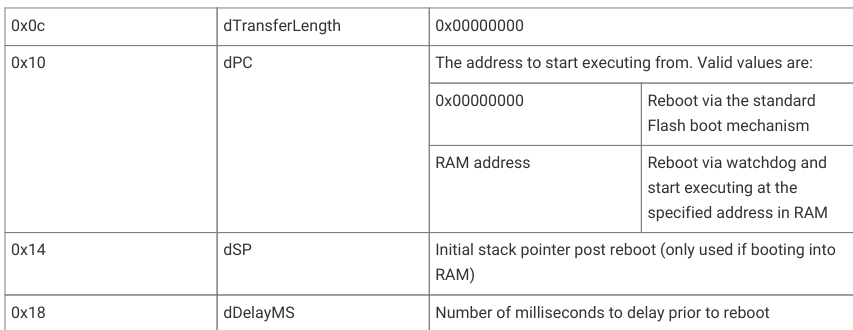 0x0c dTransferLength 0x00000000
0x10 dPC The address to start executing from. Valid values are:
0x00000000 Reboot via the standard
Flash boot mechanism
RAM address Reboot via watchdog and
start executing at the
specified address in RAM
0x14 dSP Initial stack pointer post reboot (only used if booting into
RAM)
0x18 dDelayMS Number of milliseconds to delay prior to reboot